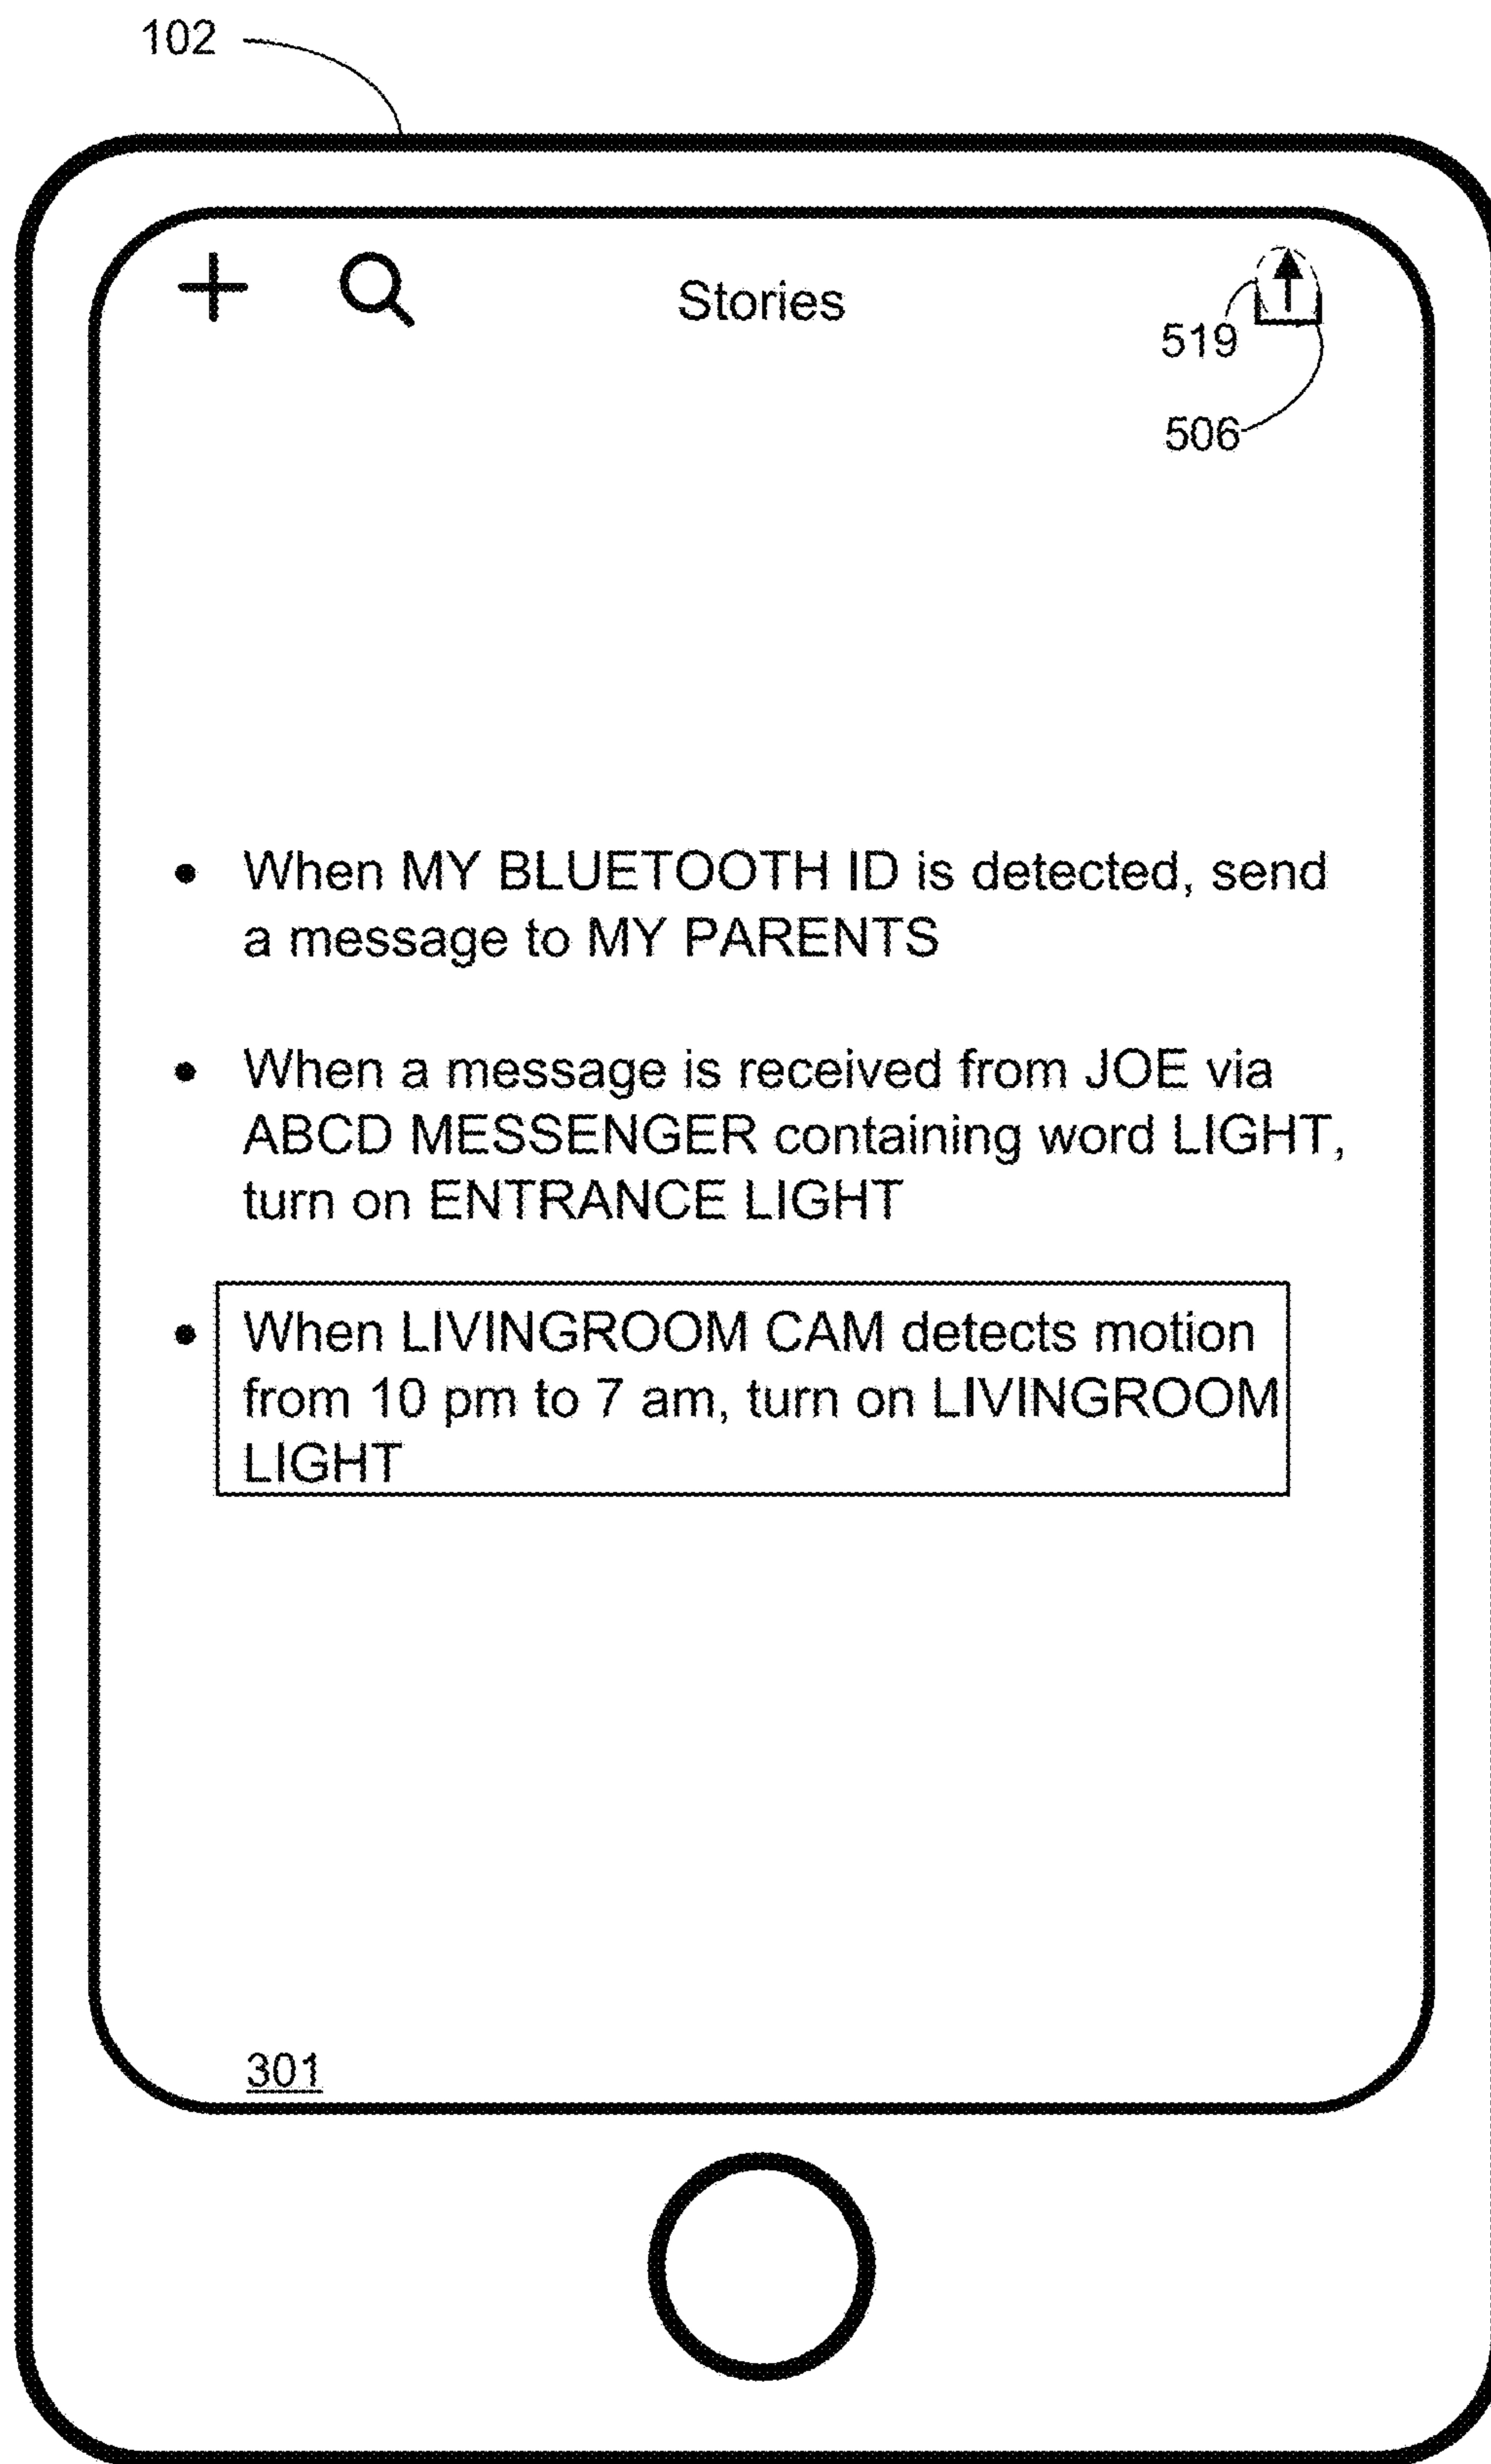 102
Stories
519
506
• When MY BLUETOOTH ID is detected, send
a message to MY PARENTS
• When a message is received from JOE via
ABCD MESSENGER containing word LIGHT,
turn on ENTRANCE LIGHT
• When LIVINGROOM CAM detects motion
from 10 pm to 7 am, turn on LIVINGROOM
LIGHT
301